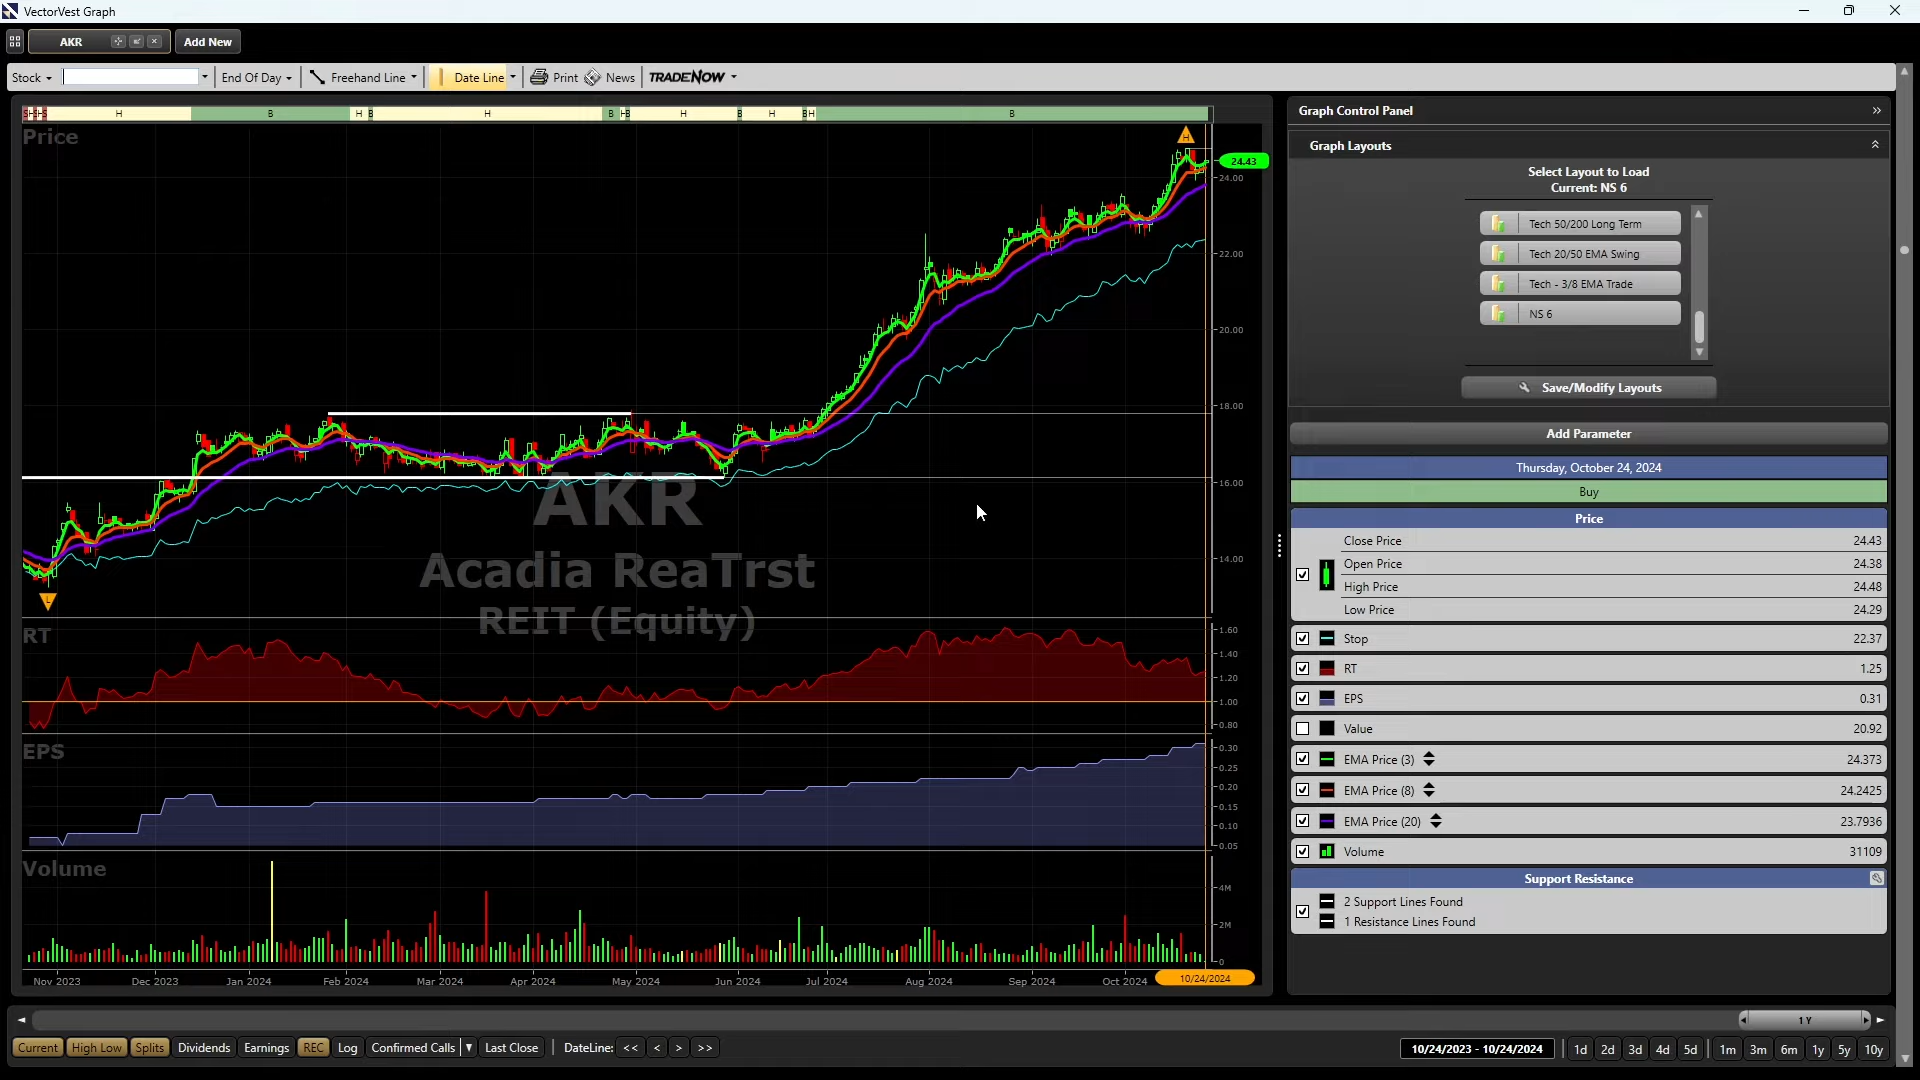 VectorVest Graph
AKR
Add New
Stock
End Of Day
Freehand Line
Date Line
Print
News
TRADENOW
SHSHS H B H B H B HB H B H BH B
Price
H
24.43
24.00
22.00
20.00
18.00
16.00
14.00
L
AKR
Acadia ReaTrst
REIT (Equity)
RT
1.60
1.40
1.20
1.00
0.80
EPS
0.30
0.25
0.20
0.15
0.10
0.05
Volume
4M
2M
0
Nov 2023 Dec 2023 Jan 2024 Feb 2024 Mar 2024 Apr 2024 May 2024 Jun 2024 Jul 2024 Aug 2024 Sep 2024 Oct 2024 10/24/2024
Graph Control Panel
Graph Layouts
Select Layout to Load
Current: NS 6
Tech 50/200 Long Term
Tech 20/50 EMA Swing
Tech - 3/8 EMA Trade
NS 6
Save/Modify Layouts
Add Parameter
Thursday, October 24, 2024
Buy
Price
Close Price 24.43
Open Price 24.38
High Price 24.48
Low Price 24.29
Stop 22.37
RT 1.25
EPS 0.31
Value 20.92
EMA Price (3) 24.373
EMA Price (8) 24.2425
EMA Price (20) 23.7936
Volume 31109
Support Resistance
2 Support Lines Found
1 Resistance Lines Found
1 Y
Current High Low Splits Dividends Earnings REC Log Confirmed Calls Last Close DateLine: << < > >>
10/24/2023 - 10/24/2024 1d 2d 3d 4d 5d 1m 3m 6m 1y 5y 10y